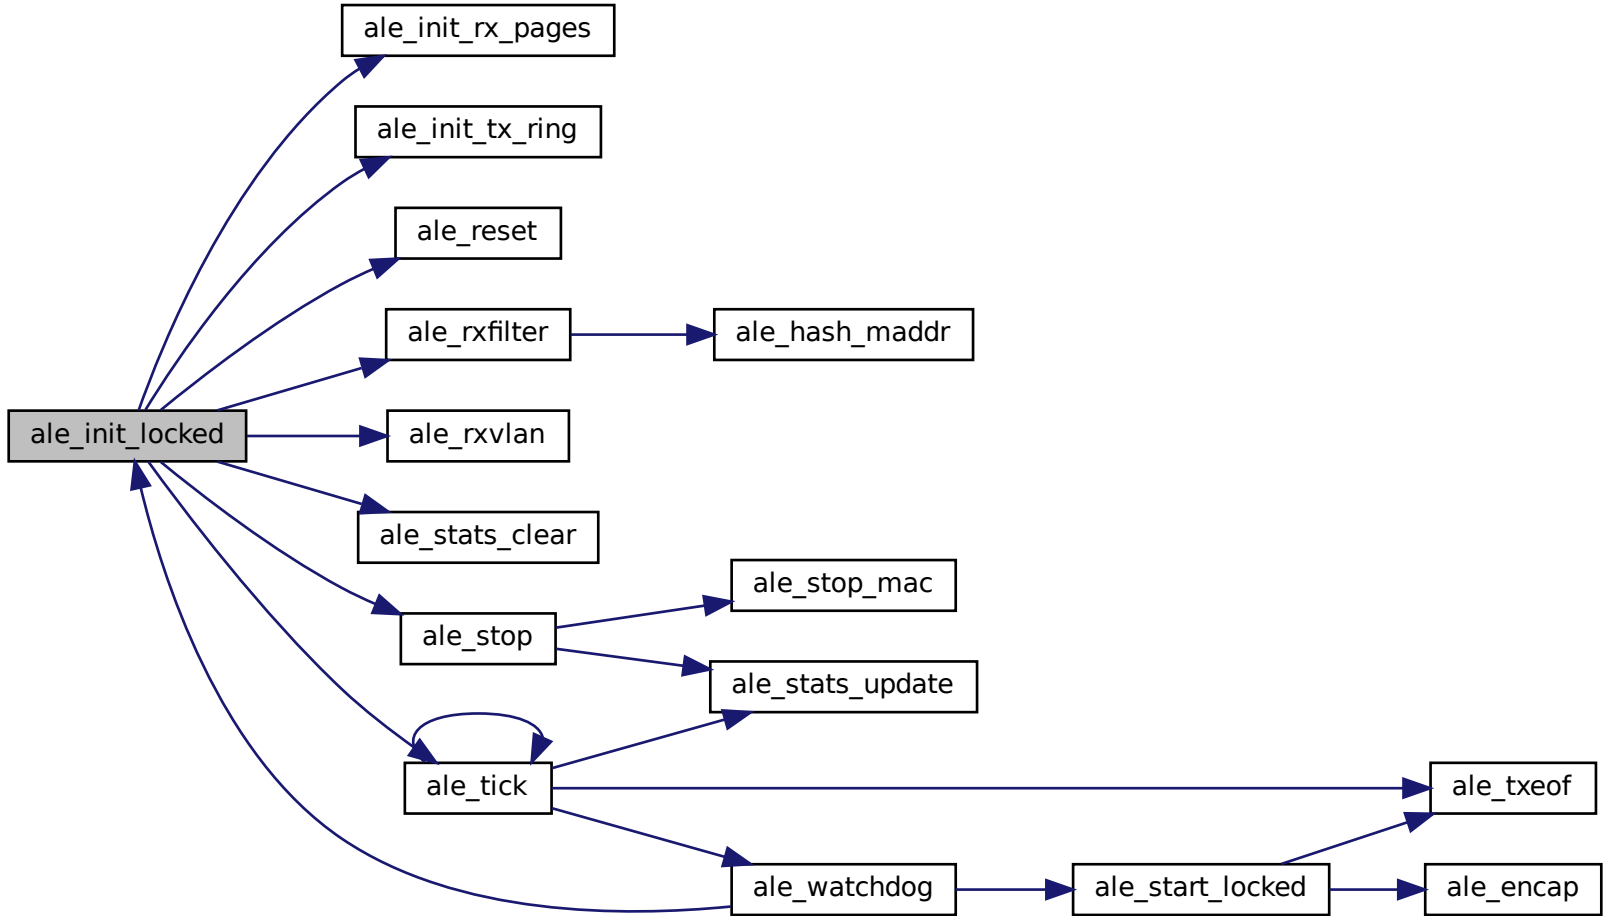 ale_init_rx_pages
ale_init_tx_ring
ale_reset
ale_rxfilter
ale_hash_maddr
ale_init_locked
ale_rxvlan
ale_stats_clear
ale_stop_mac
ale_stop
ale_stats_update
ale_tick
ale_txeof
ale_watchdog
ale_start_locked
ale_encap